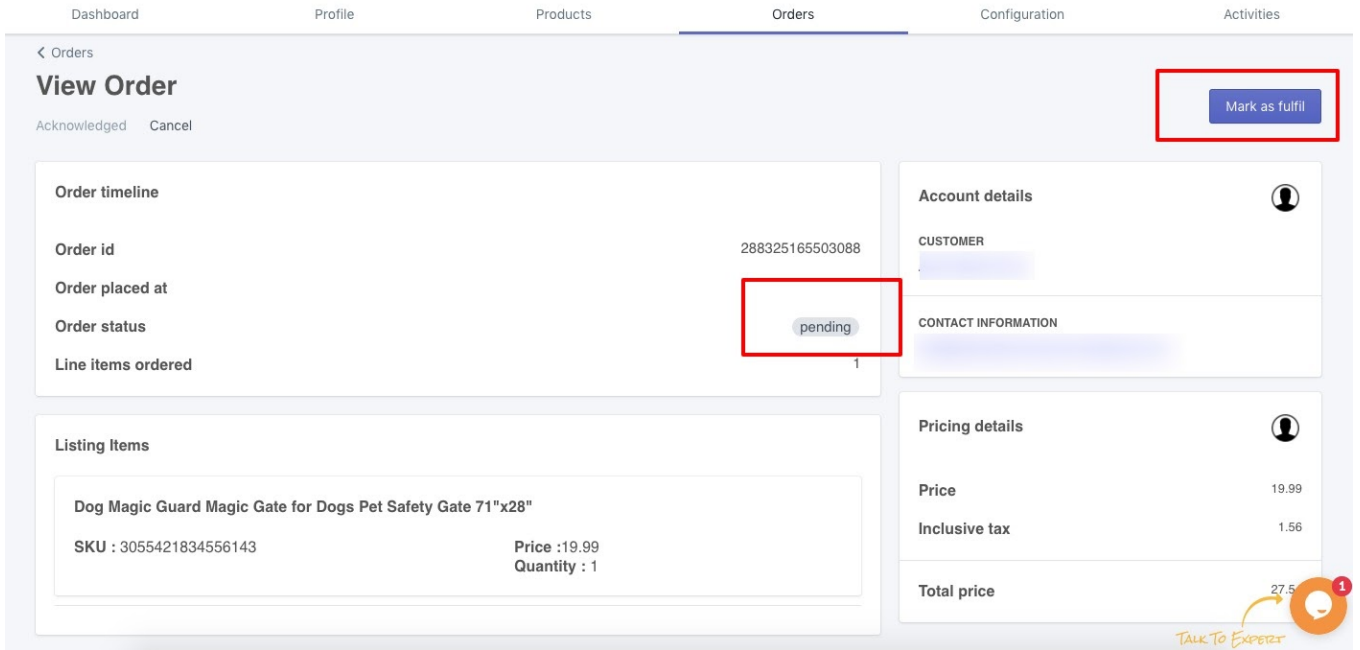 Dashboard Profile Products Orders Configuration Activities
Orders
View Order
Mark as fulfil
Acknowledged Cancel
Order timeline
Order id 288325165503088
Order placed at
Order status pending
Line items ordered 1
Account details
CUSTOMER
CONTACT INFORMATION
Listing Items
Dog Magic Guard Magic Gate for Dogs Pet Safety Gate 71"x28"
SKU : 3055421834556143 Price :19.99
Quantity : 1
Pricing details
Price 19.99
Inclusive tax 1.56
Total price
1
TALK TO EXPERT